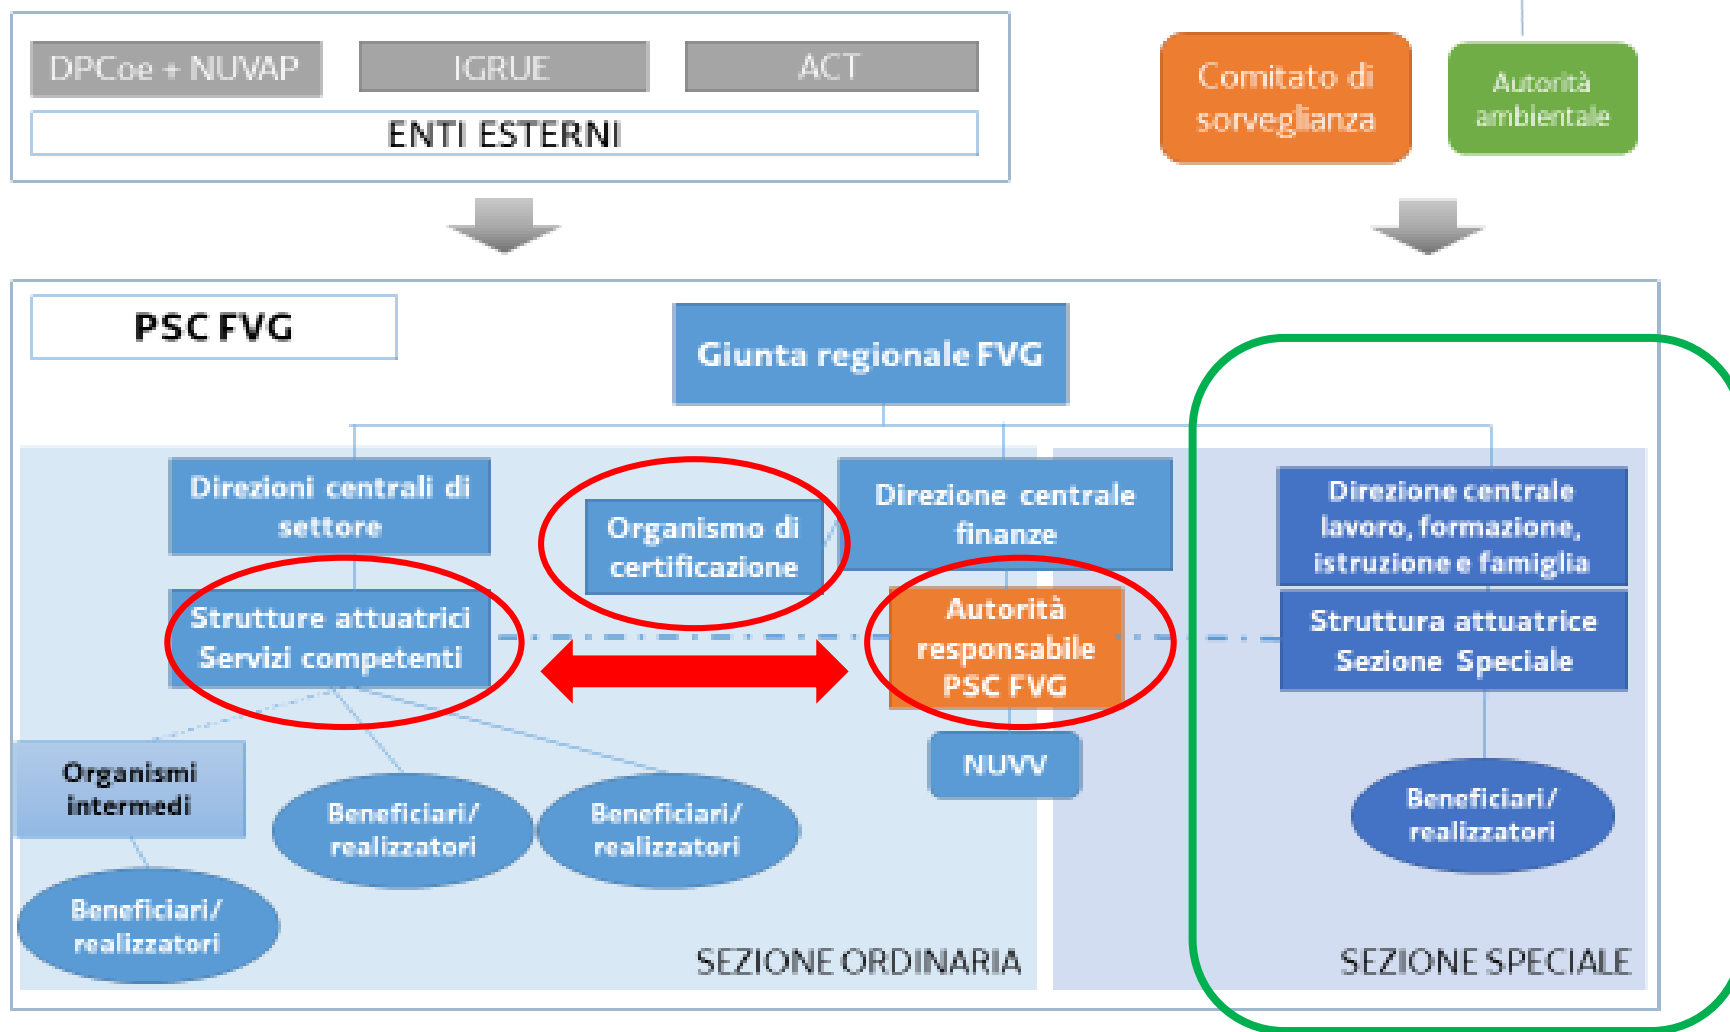 DPCoe + NUVAP
IGRUE
ACT
ENTI ESTERNI
Comitato di
sorveglianza
Autorità
ambientale
PSC FVG
Giunta regionale FVG
Direzioni centrali di
settore
Organismo di
certificazione
Direzione centrale
finanze
Direzione centrale
lavoro, formazione,
istruzione e famiglia
Strutture attuatrici
Servizi competenti
Autorità
responsabile
PSC FVG
Struttura attuatrice
Sezione Speciale
NUVV
Organismi
intermedi
Beneficiari/
realizzatori
Beneficiari/
realizzatori
Beneficiari/
realizzatori
Beneficiari/
realizzatori
SEZIONE ORDINARIA
SEZIONE SPECIALE